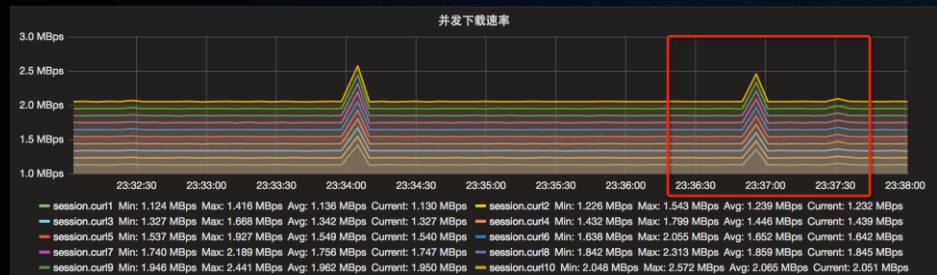 并发下载速率
3.0 MBps
2.5 MBps
2.0 MBps
1.5 MBps
1.0 MBps
23:32:30 23:33:00 23:33:30 23:34:00 23:34:30 23:35:00 23:35:30 23:36:00 23:36:30 23:37:00 23:37:30 23:38:00
session.curl1 Min: 1.124 MBps Max: 1.416 MBps Avg: 1.136 MBps Current: 1.130 MBps session.curl2 Min: 1.226 MBps Max: 1.543 MBps Avg: 1.239 MBps Current: 1.232 MBps
session.curl3 Min: 1.327 MBps Max: 1.668 MBps Avg: 1.342 MBps Current: 1.327 MBps session.curl4 Min: 1.432 MBps Max: 1.799 MBps Avg: 1.446 MBps Current: 1.439 MBps
session.curl5 Min: 1.537 MBps Max: 1.927 MBps Avg: 1.549 MBps Current: 1.540 MBps session.curl6 Min: 1.638 MBps Max: 2.055 MBps Avg: 1.652 MBps Current: 1.642 MBps
session.curl7 Min: 1.740 MBps Max: 2.189 MBps Avg: 1.756 MBps Current: 1.747 MBps session.curl8 Min: 1.842 MBps Max: 2.313 MBps Avg: 1.859 MBps Current: 1.845 MBps
session.curl9 Min: 1.946 MBps Max: 2.441 MBps Avg: 1.962 MBps Current: 1.950 MBps session.curl10 Min: 2.048 MBps Max: 2.572 MBps Avg: 2.065 MBps Current: 2.051 MBps